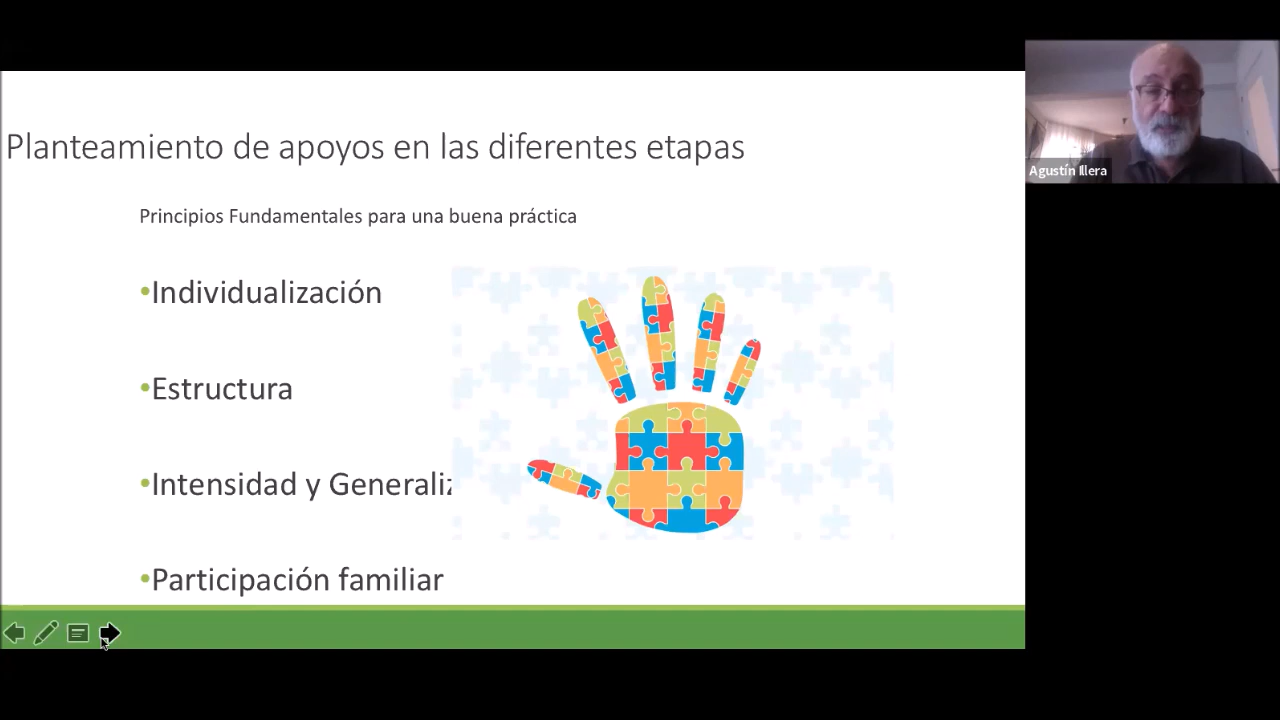 Planteamiento de apoyos en las diferentes etapas
Principios Fundamentales para una buena práctica
•Individualización
•Estructura
•Intensidad y Generaliz
•Participación familiar
Agustín Illera